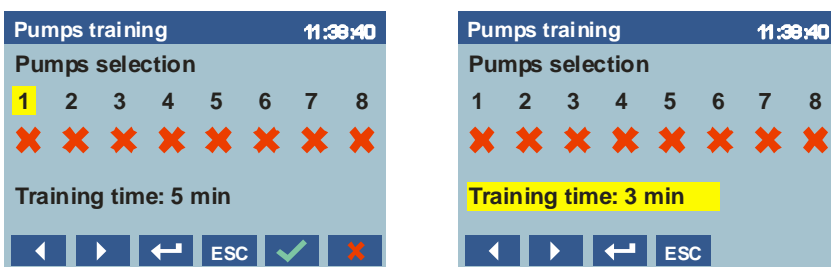 Pumps training 11:38:40
Pumps selection
1 2 3 4 5 6 7 8
Training time: 5 min
ESC
Pumps training 11:38:40
Pumps selection
1 2 3 4 5 6 7 8
Training time: 3 min
ESC